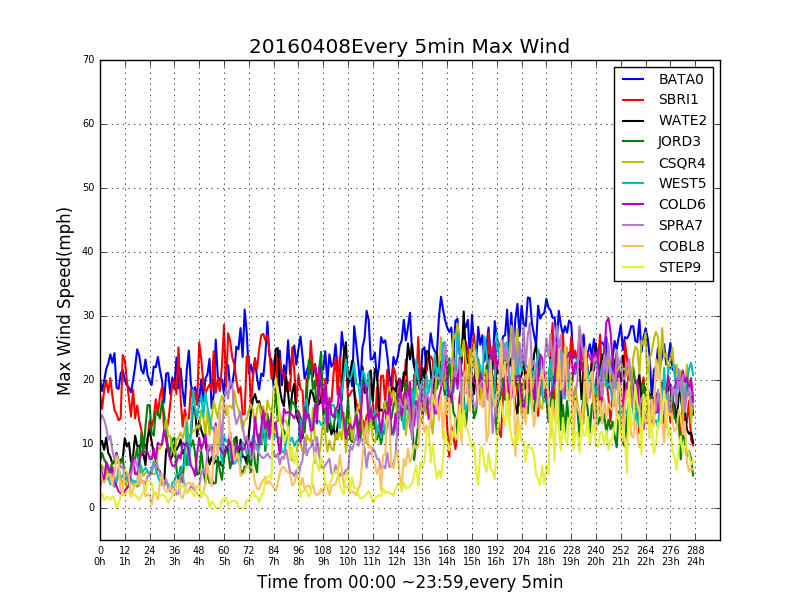 20160408Every 5min Max Wind
70
60
50
40
30
20
10
0
Max Wind Speed(mph)
BATA0
SBRI1
WATE2
JORD3
CSQR4
WEST5
COLD6
SPRA7
COBL8
STEP9
0 12 24 36 48 60 72 84 96 108 120 132 144 156 168 180 192 204 216 228 240 252 264 276 288
0h 1h 2h 3h 4h 5h 6h 7h 8h 9h 10h 11h 12h 13h 14h 15h 16h 17h 18h 19h 20h 21h 22h 23h 24h
Time from 00:00 ~23:59,every 5min